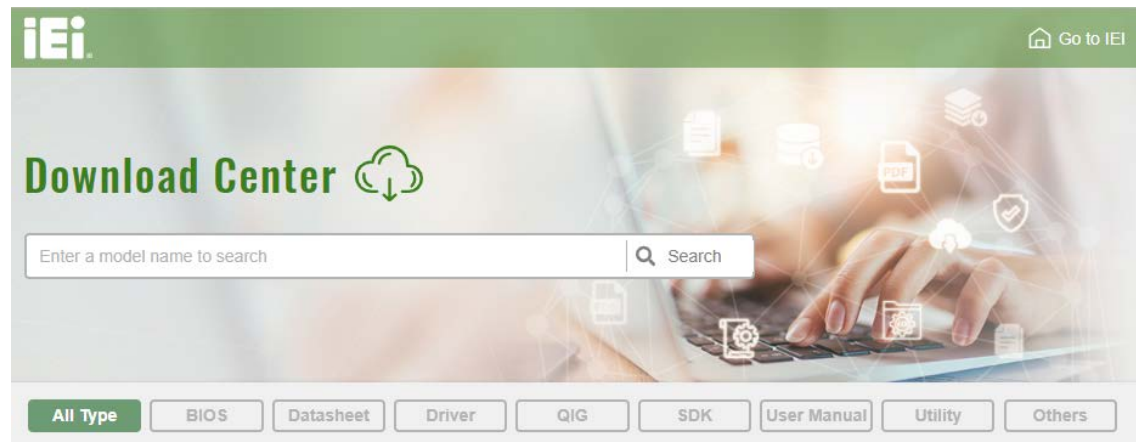 iEi
Go to IEI
Download Center
PDF
Enter a model name to search
Search
All Type BIOS Datasheet Driver QIG SDK User Manual Utility Others